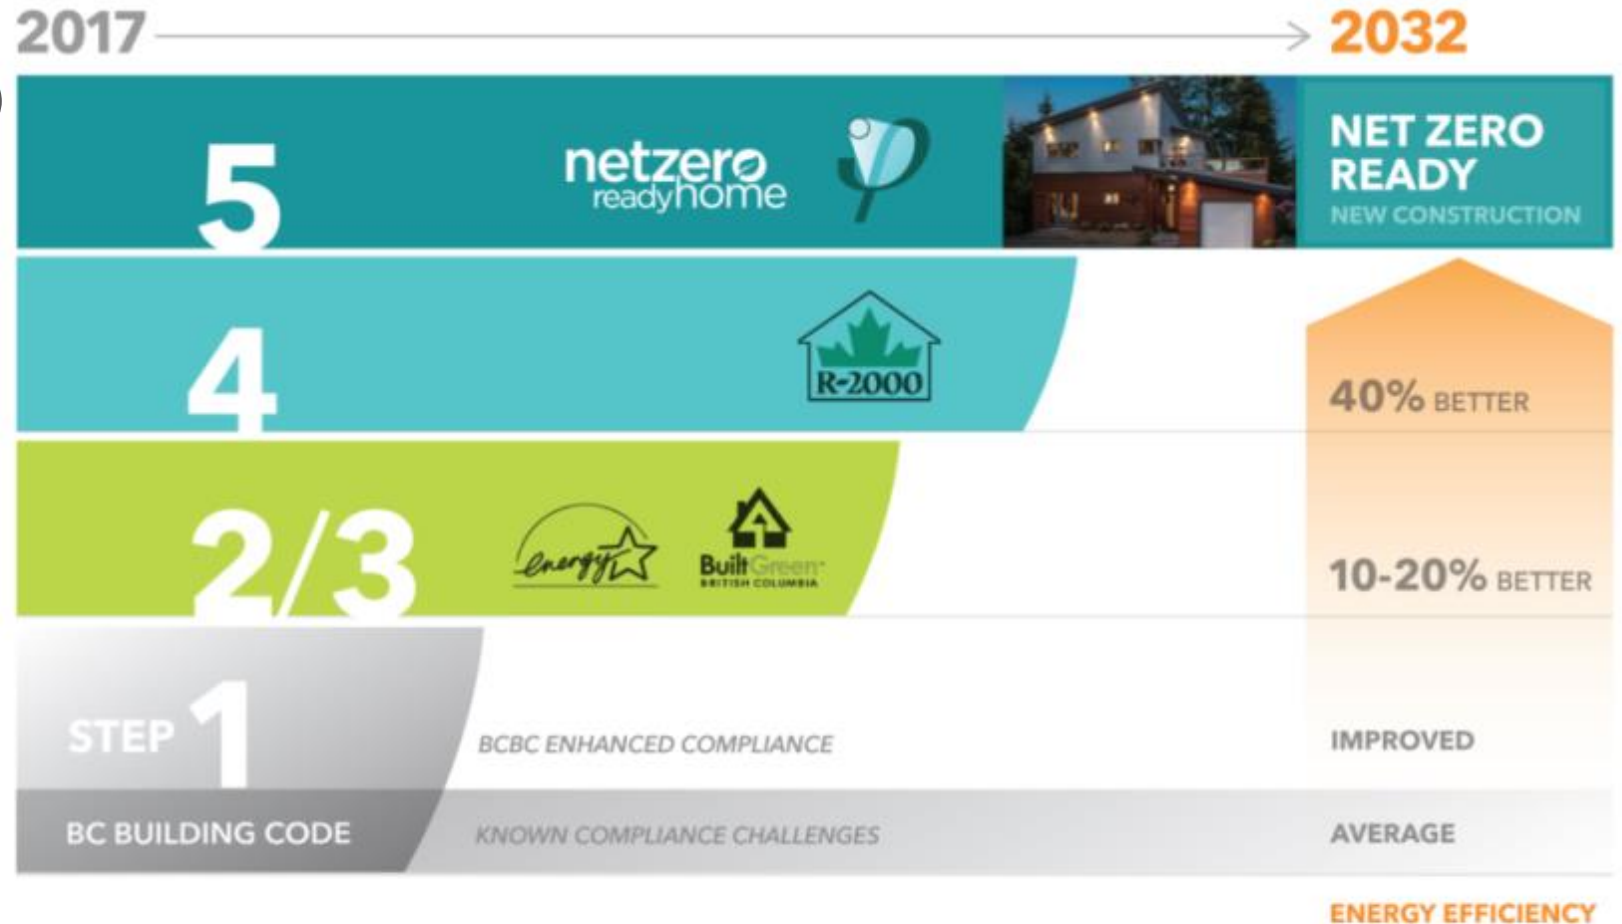 2017
2032
5
netzero
readyhome
NET ZERO
READY
NEW CONSTRUCTION
4
R-2000
40% BETTER
2/3
energy
BuiltGreen
BRITISH COLUMBIA
10-20% BETTER
STEP 1
BCBC ENHANCED COMPLIANCE
IMPROVED
BC BUILDING CODE
KNOWN COMPLIANCE CHALLENGES
AVERAGE
ENERGY EFFICIENCY